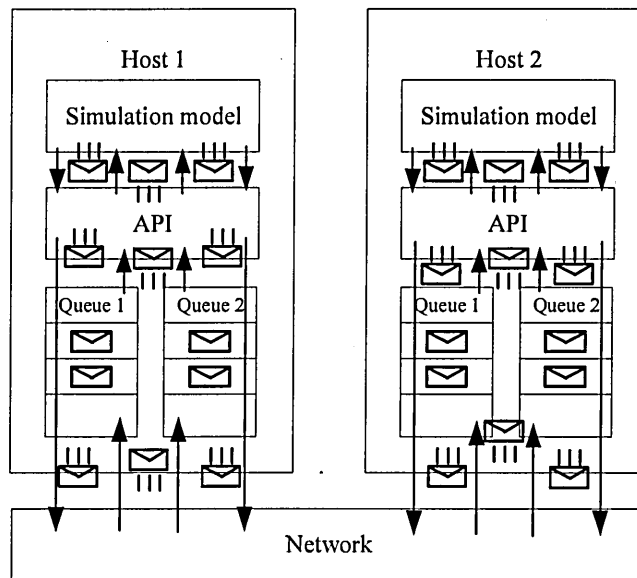 Host 1
Simulation model
API
Queue 1
Queue 2
Host 2
Simulation model
API
Queue 1
Queue 2
Network